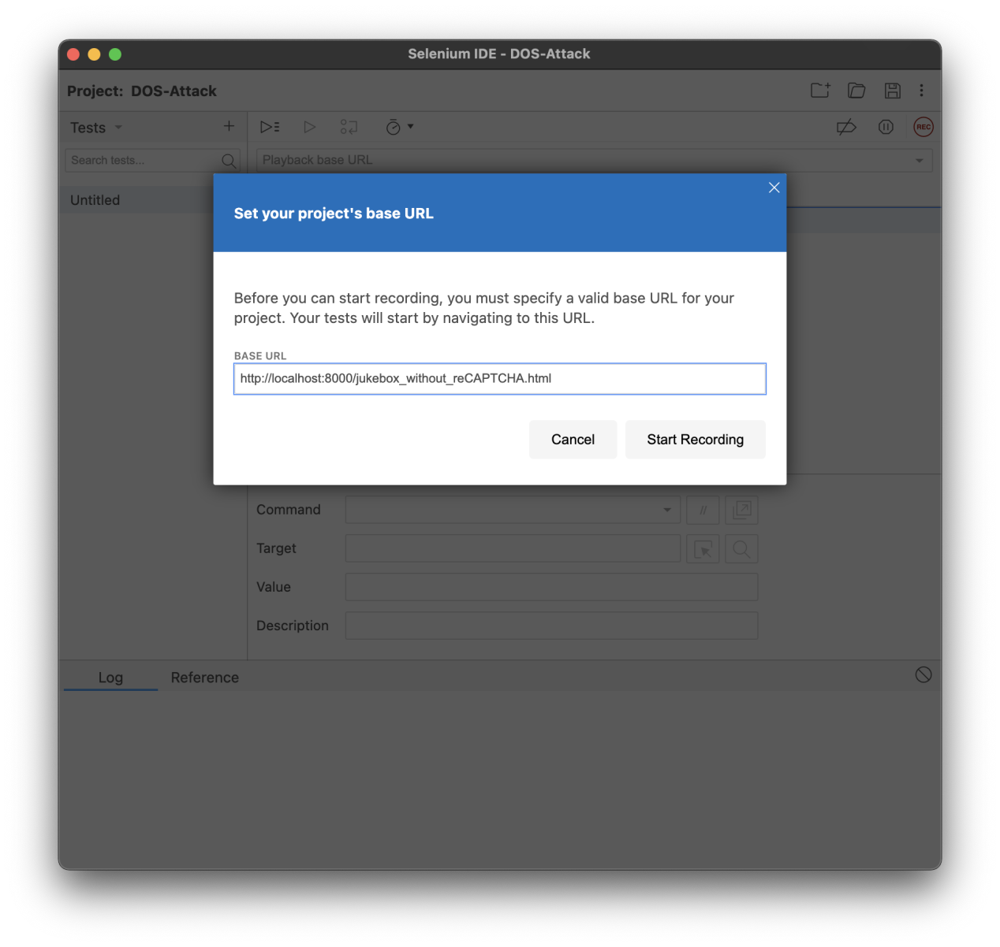 Selenium IDE - DOS-Attack
Project: DOS-Attack
Tests
REC
Search tests...
Playback base URL
Untitled
Set your project's base URL
Before you can start recording, you must specify a valid base URL for your
project. Your tests will start by navigating to this URL.
BASE URL
http://localhost:8000/jukebox_without_reCAPTCHA.html
Cancel
Start Recording
Command
//
Target
Value
Description
Log
Reference